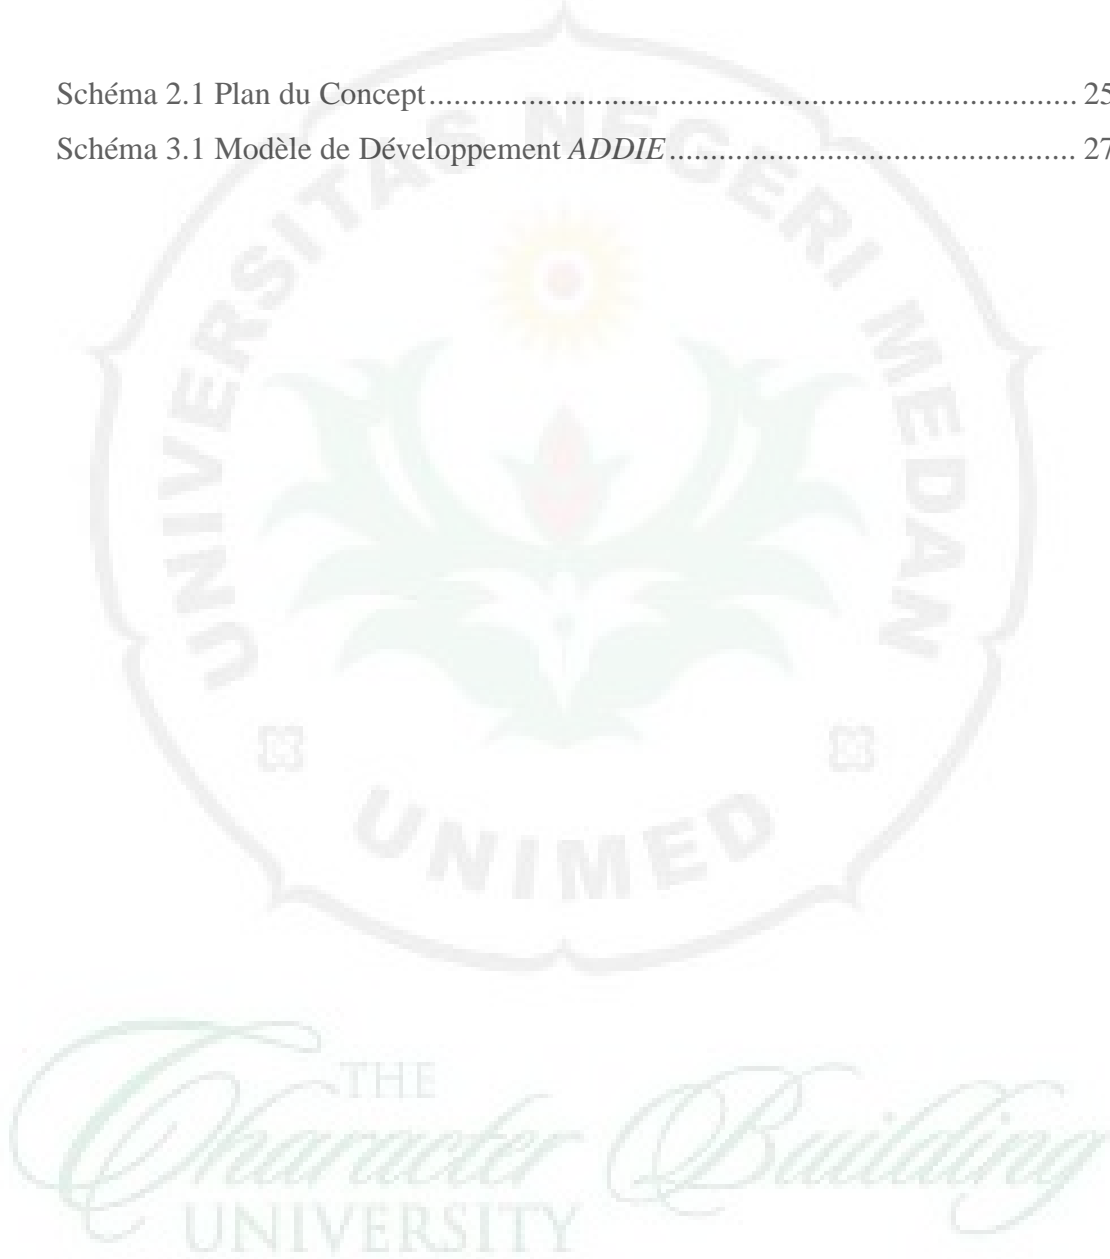 Schéma 2.1 Plan du Concept.............................................................................. 25
Schéma 3.1 Modèle de Développement ADDIE................................................. 27
UNIVERSITAS NEGERI MEDAN
UNIMED
THE
Character Building
UNIVERSITY